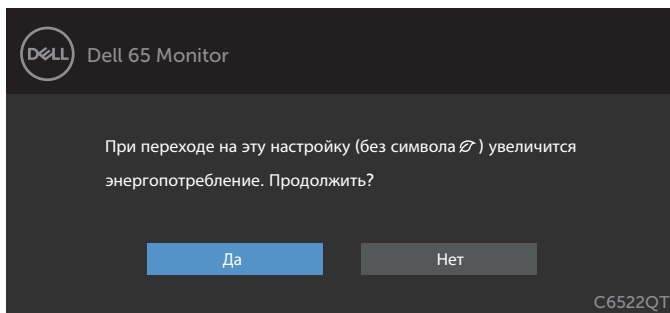 DELL
Dell 65 Monitor
При переходе на эту настройку (без символа ) увеличится
энергопотребление. Продолжить?
Да
Нет
C6522QT